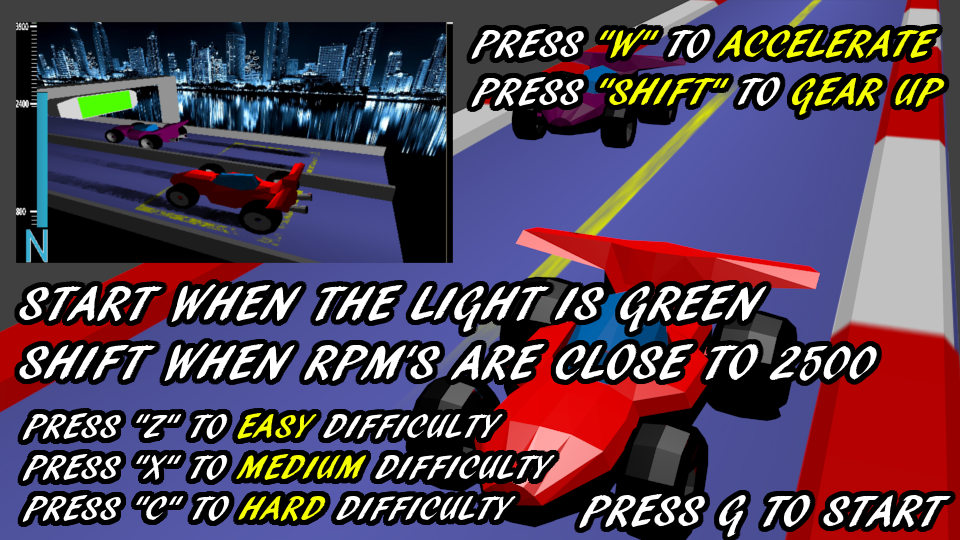 3500
2400
800
N
PRESS "W" TO ACCELERATE
PRESS "SHIFT" TO GEAR UP
START WHEN THE LIGHT IS GREEN
SHIFT WHEN RPM'S ARE CLOSE TO 2500
PRESS "Z" TO EASY DIFFICULTY
PRESS "X" TO MEDIUM DIFFICULTY
PRESS "C" TO HARD DIFFICULTY
PRESS G TO START